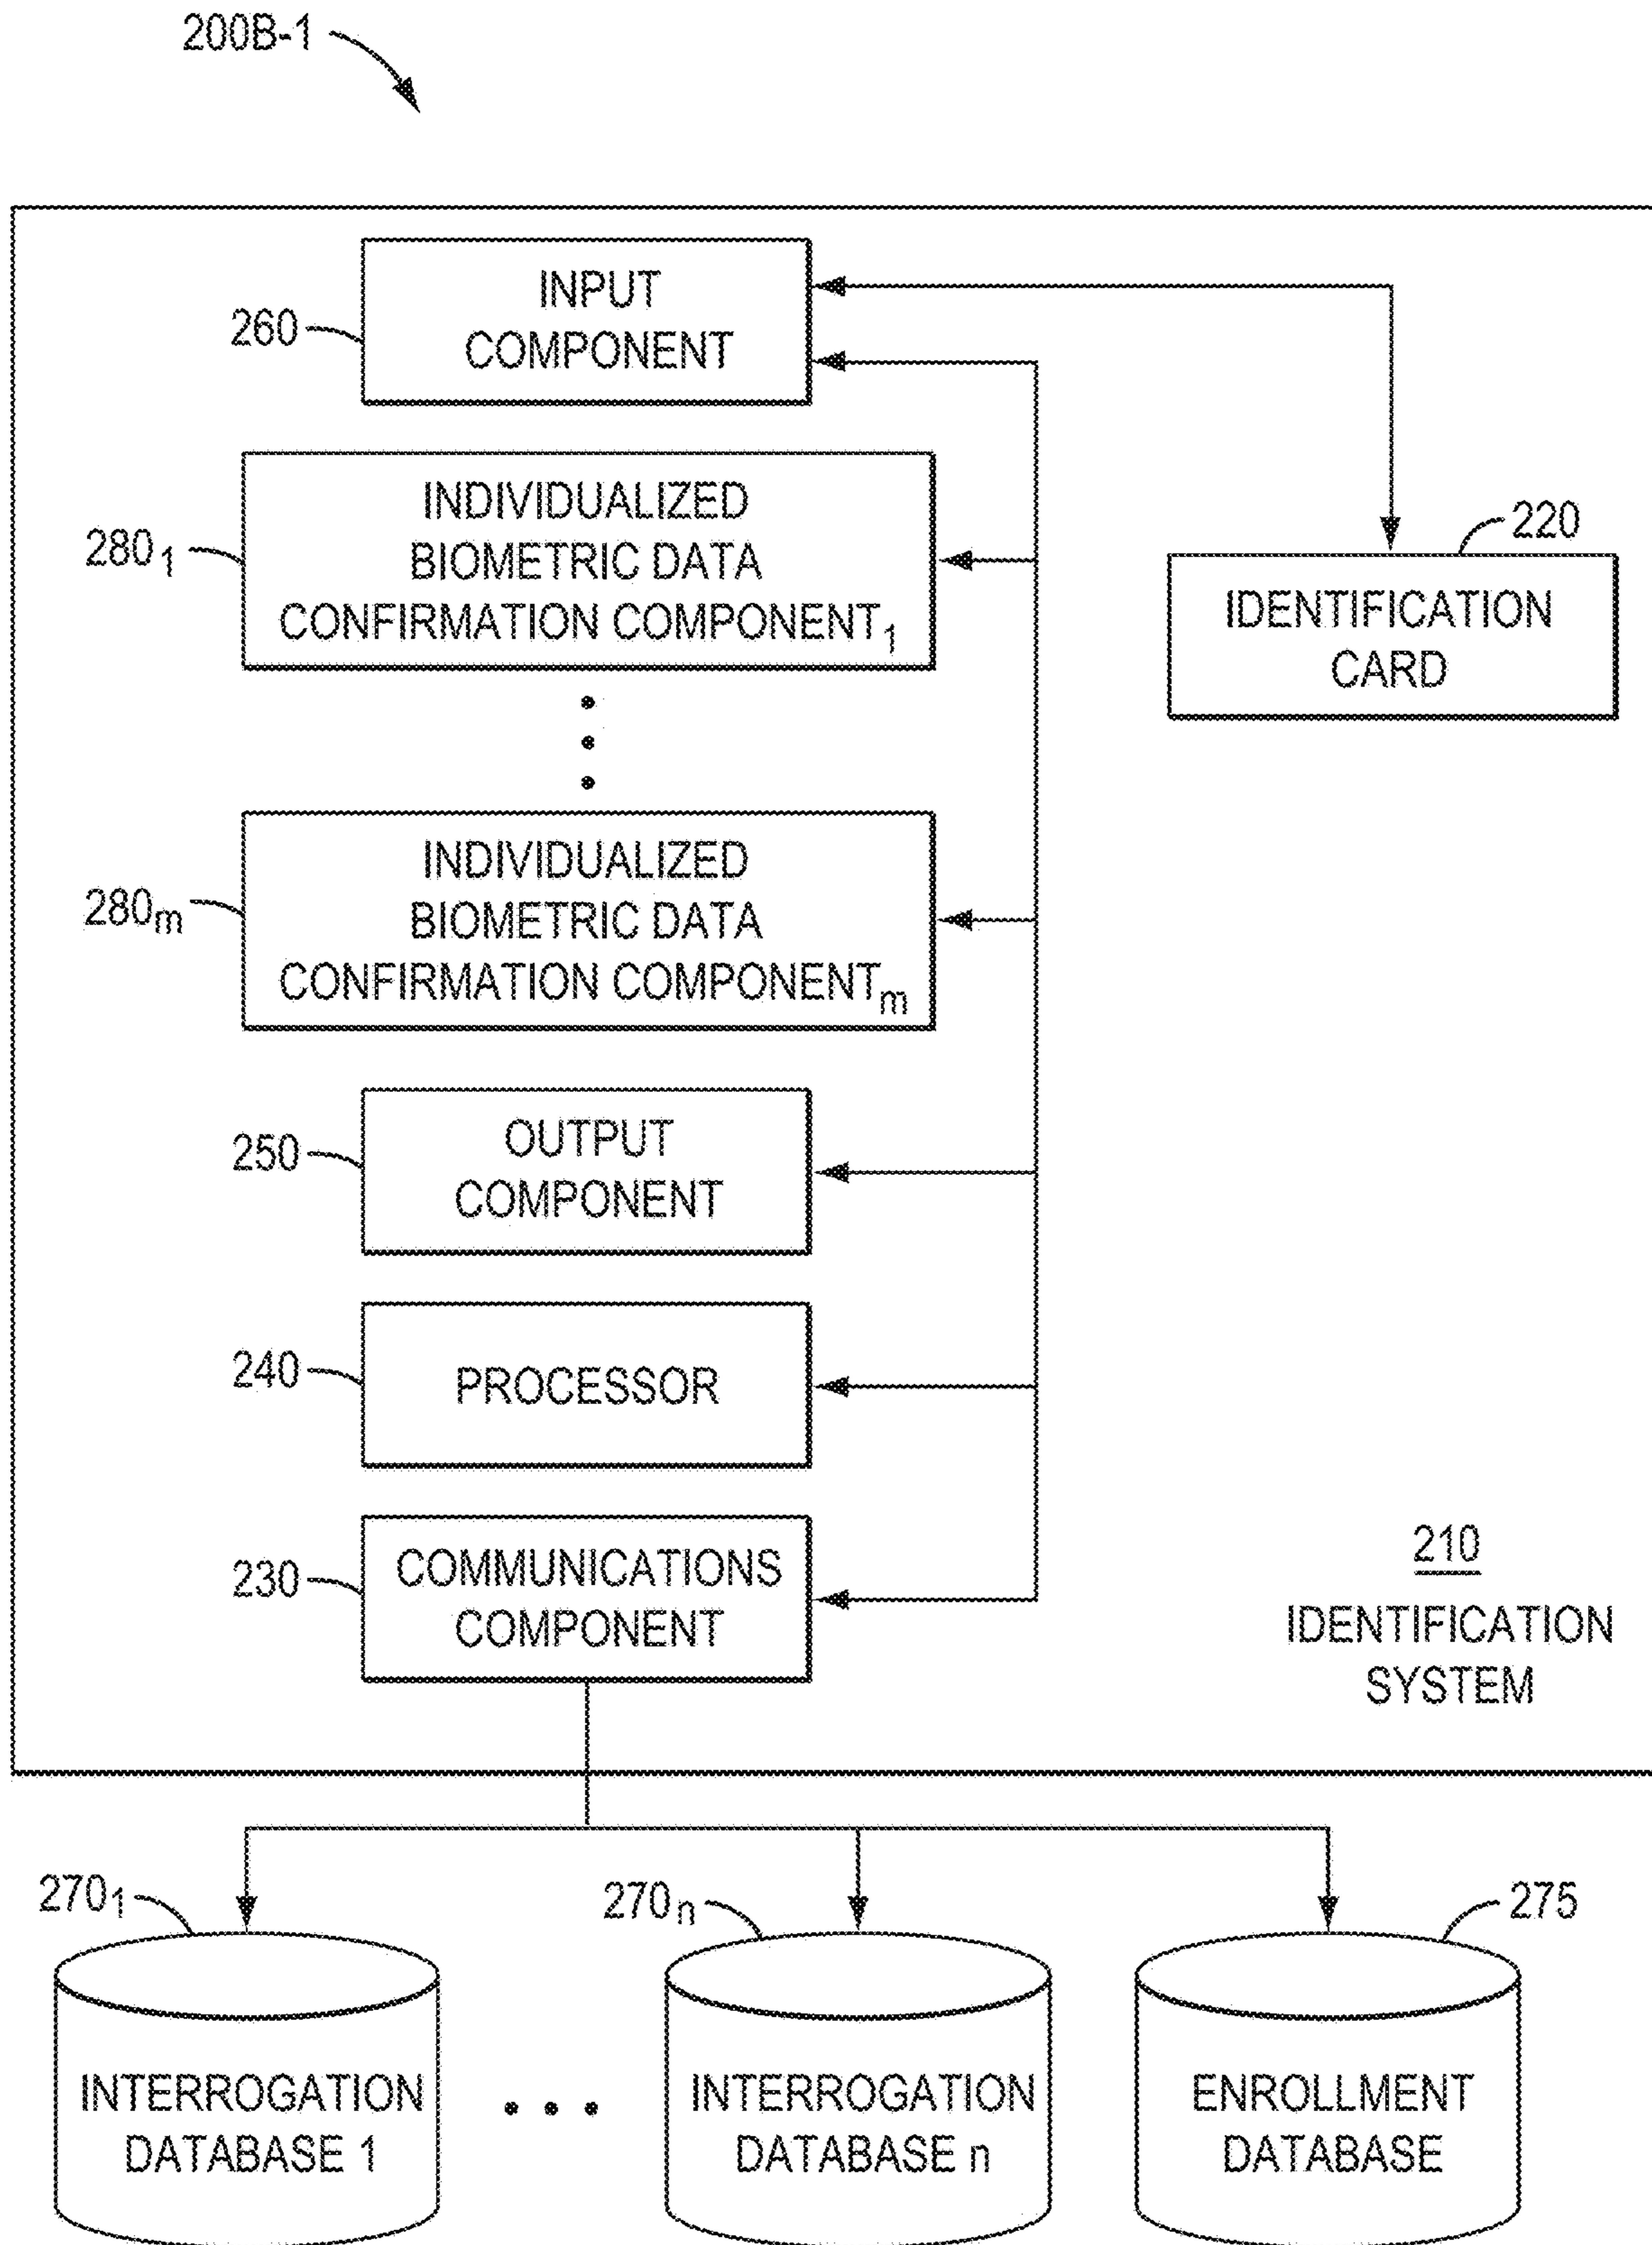 200B-1
260
INPUT
COMPONENT
280₁
INDIVIDUALIZED
BIOMETRIC DATA
CONFIRMATION COMPONENT₁
220
IDENTIFICATION
CARD
280ₘ
INDIVIDUALIZED
BIOMETRIC DATA
CONFIRMATION COMPONENTₘ
250
OUTPUT
COMPONENT
240
PROCESSOR
230
COMMUNICATIONS
COMPONENT
210
IDENTIFICATION
SYSTEM
270₁
INTERROGATION
DATABASE 1
270ₙ
INTERROGATION
DATABASE n
275
ENROLLMENT
DATABASE